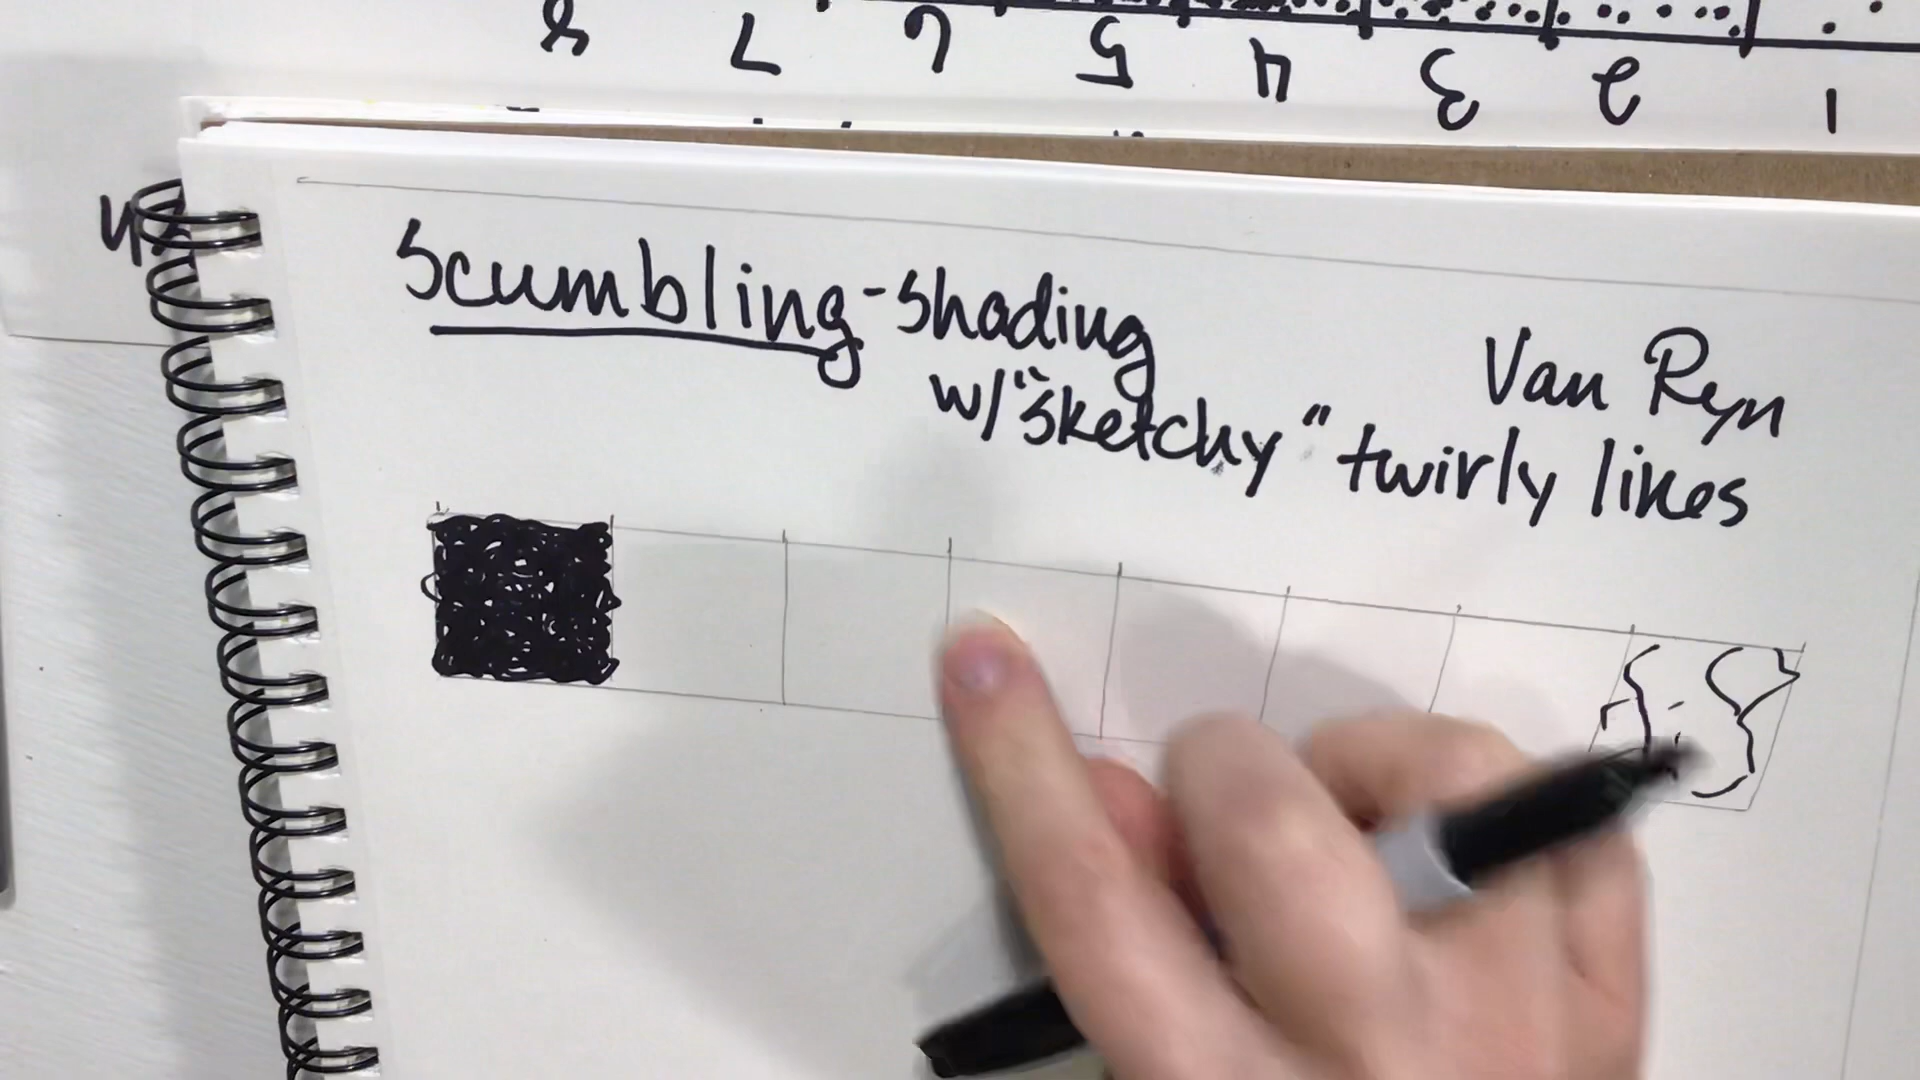 8 7 6 5 4 3 2 1
Scumbling - Shading
w/ "Sketchy" twirly lines
Van Ryn